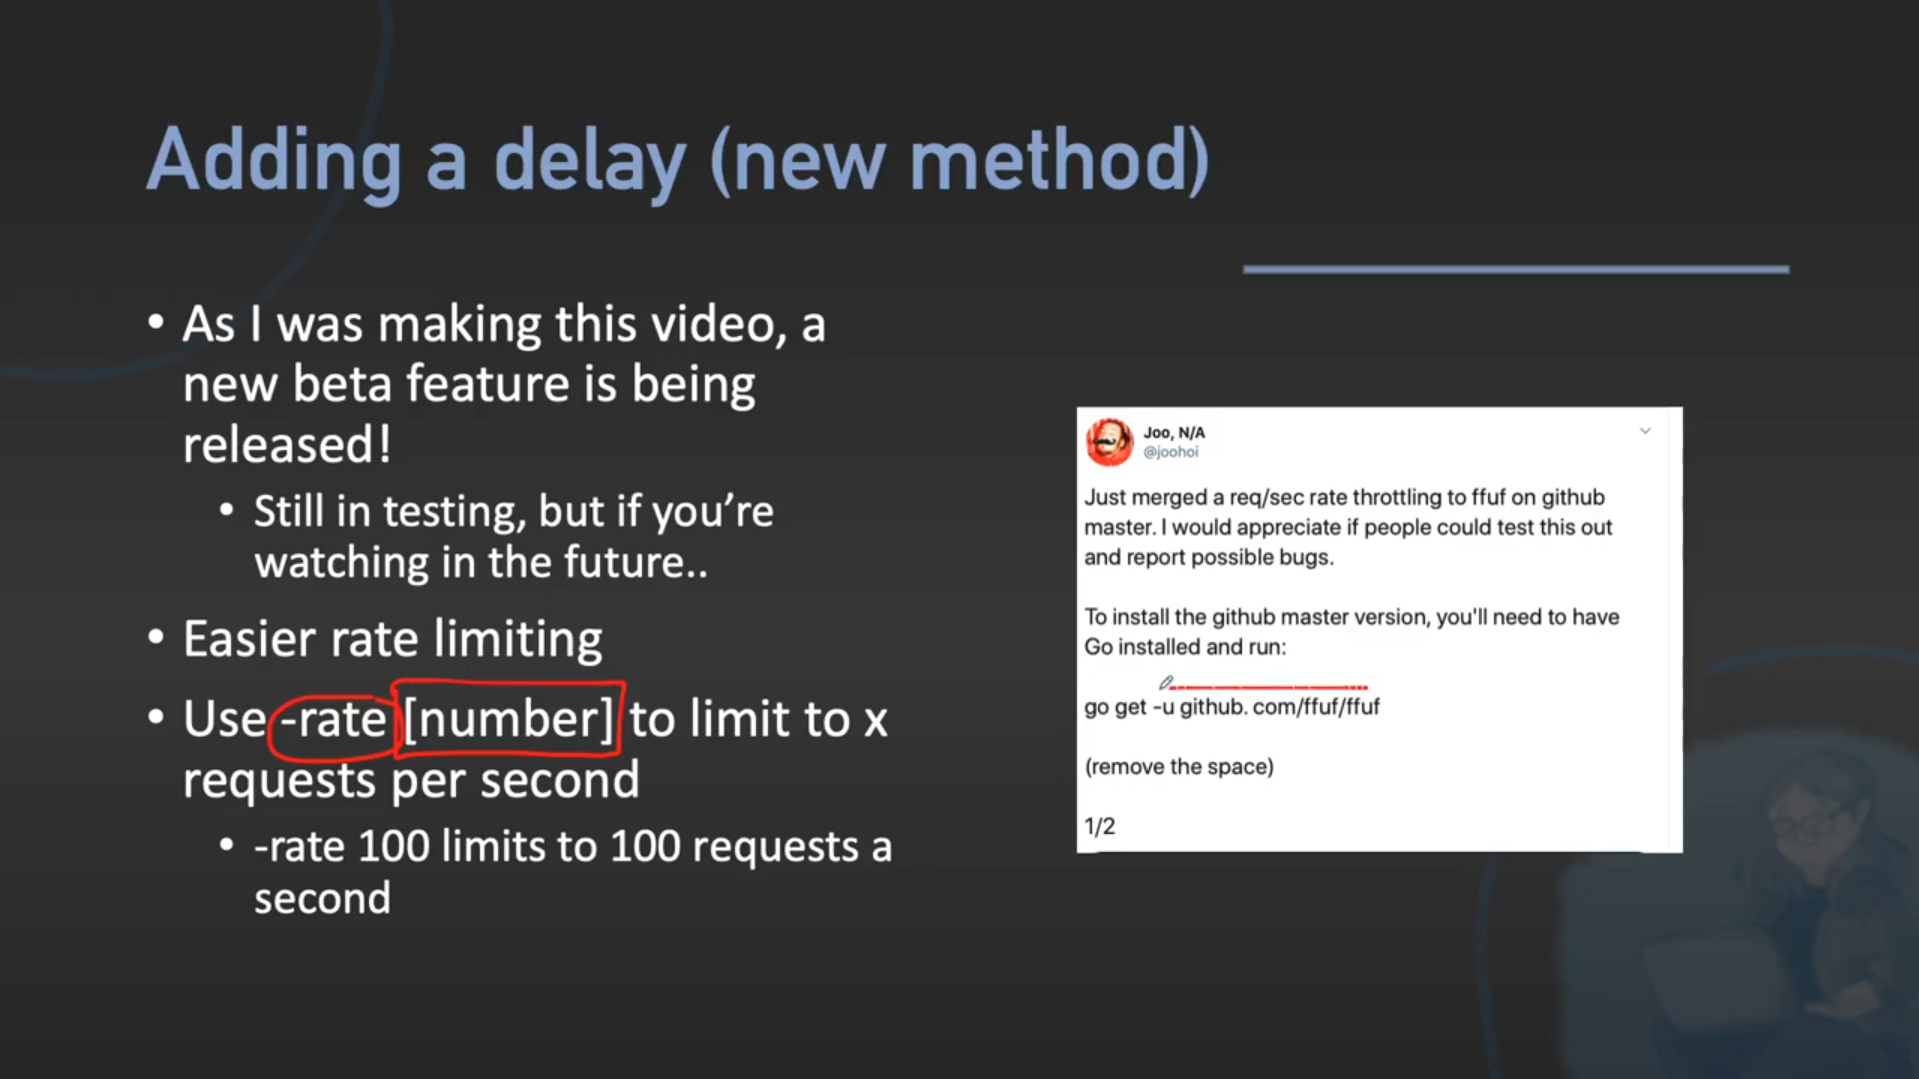 Adding a delay (new method)
• As I was making this video, a
new beta feature is being
released!
• Still in testing, but if you’re
watching in the future..
• Easier rate limiting
• Use -rate [number] to limit to x
requests per second
• -rate 100 limits to 100 requests a
second
Joo, N/A
@joohoi
Just merged a req/sec rate throttling to ffuf on github
master. I would appreciate if people could test this out
and report possible bugs.
To install the github master version, you'll need to have
Go installed and run:
go get -u github. com/ffuf/ffuf
(remove the space)
1/2